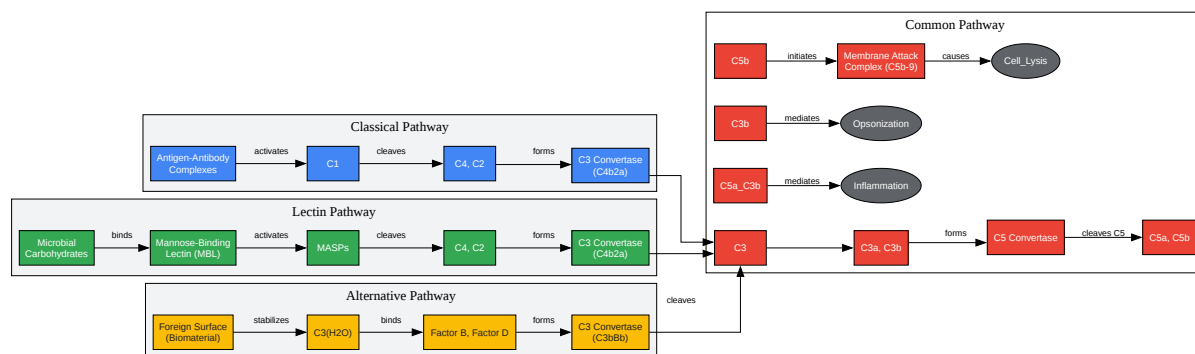 Common Pathway
C5b
initiates
Membrane Attack
Complex (C5b-9)
causes
Cell_Lysis
C3b
mediates
Opsonization
C5a_C3b
mediates
Inflammation
C3
C3a, C3b
forms
C5 Convertase
cleaves C5
C5a, C5b
Classical Pathway
Antigen-Antibody
Complexes
activates
C1
cleaves
C4, C2
forms
C3 Convertase
(C4b2a)
Lectin Pathway
Microbial
Carbohydrates
binds
Mannose-Binding
Lectin (MBL)
activates
MASPs
cleaves
C4, C2
forms
C3 Convertase
(C4b2a)
Alternative Pathway
Foreign Surface
(Biomaterial)
stabilizes
C3(H2O)
binds
Factor B, Factor D
forms
C3 Convertase
(C3bBb)
cleaves